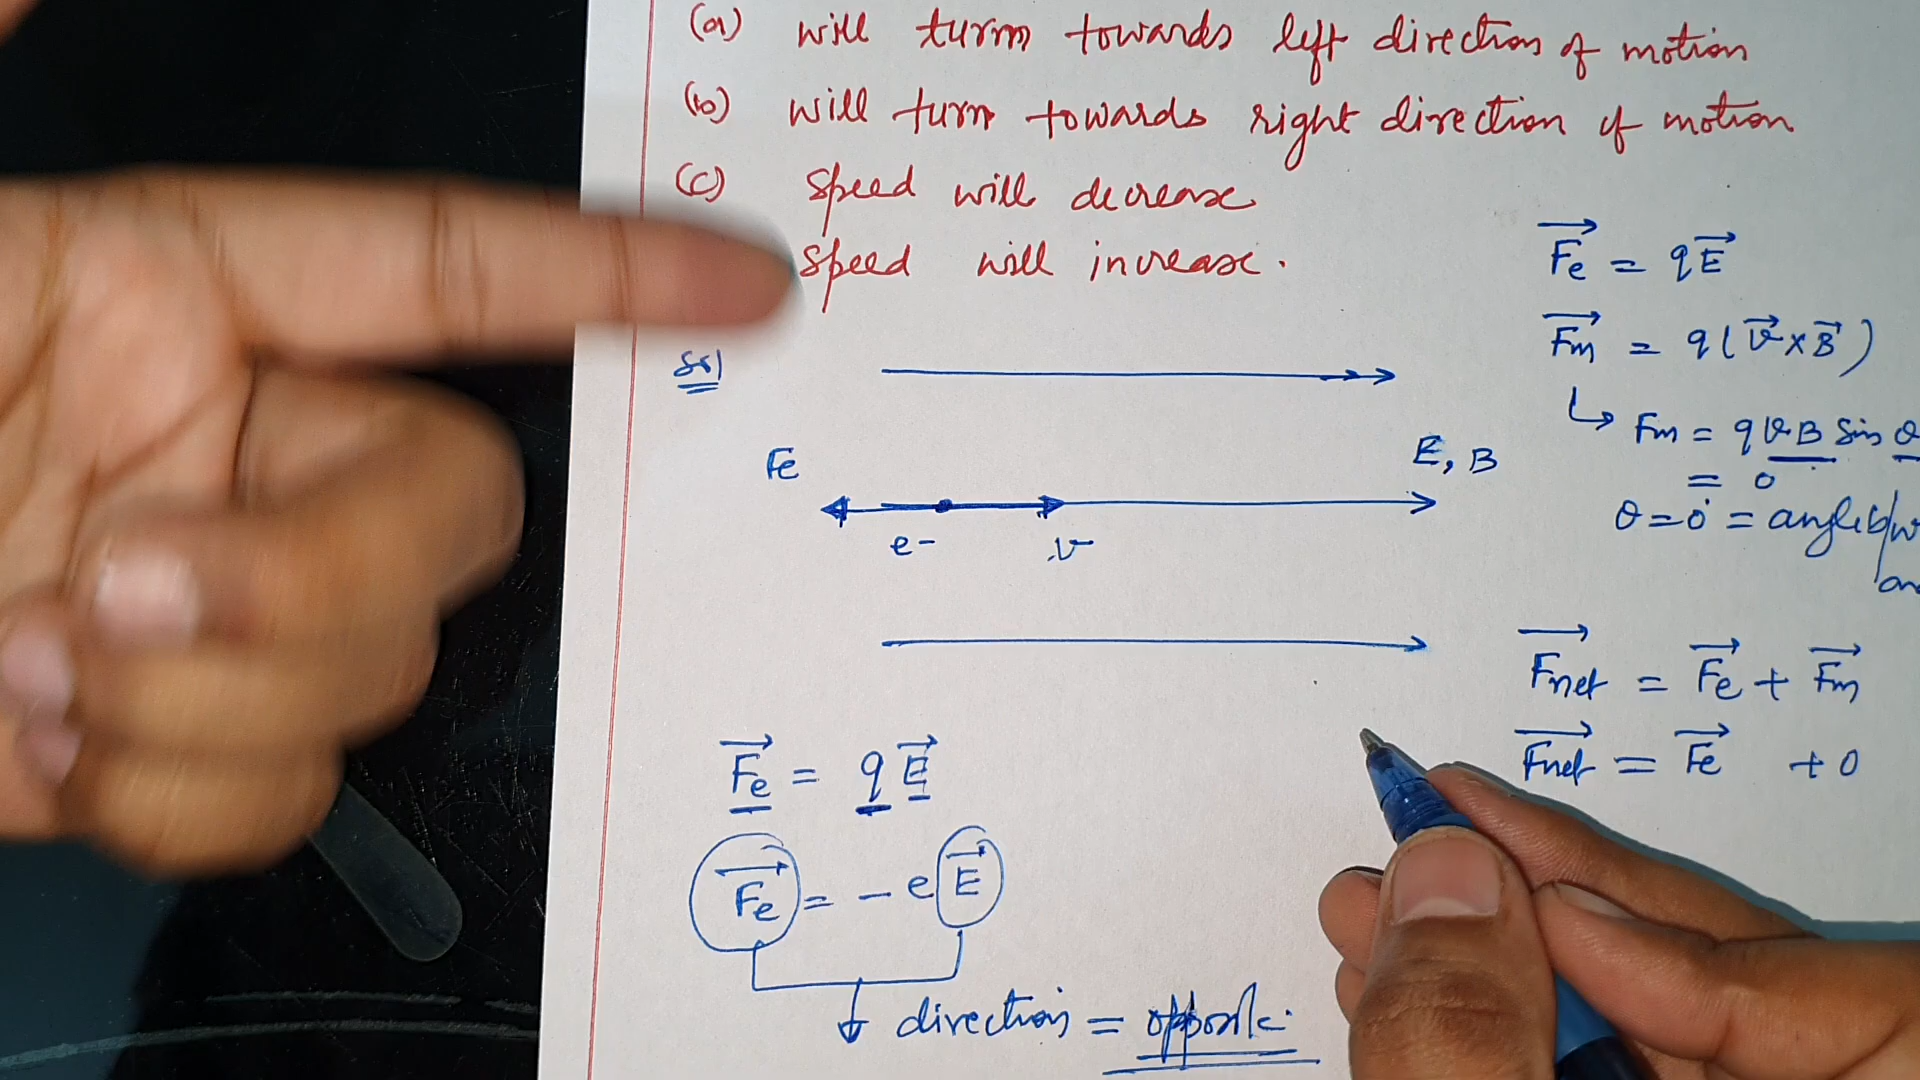 (a) will turn towards left direction of motion
(b) will turn towards right direction of motion
(c) Speed will decrease
Speed will increase.
Sol
Fe = qE
Fm = q(v×B)
↳ Fm = qvB sin θ
= 0
θ=0° = angle b/w
Fe
E, B
e-
v
Fnet = Fe + Fm
Fnet = Fe + 0
Fe = qE
Fe = -eE
direction = opposite.